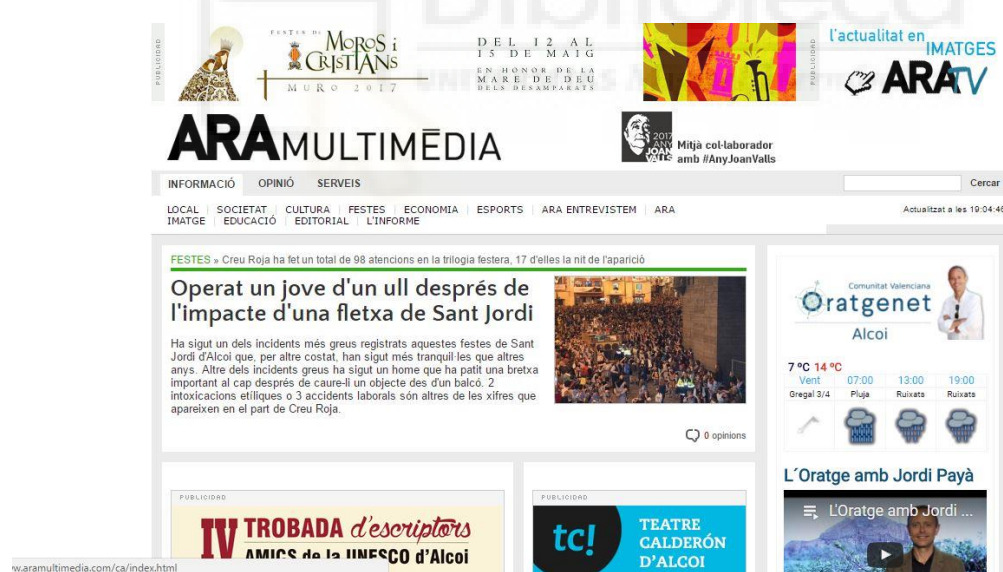 Biblioteca
PUBLICIDAD
FESTES DE
MOROS i
CRISTIANS
MURO 2017
DEL 12 AL
15 DE MAIG
EN HONOR DE LA
MARE DE DEU
DELS DESAMPARATS
PUBLICIDAD
l'actualitat en
IMATGES
ARATV
ARAMULTIMĒDIA
2017
ANY
JOAN
VALLS
Mitjà col·laborador
amb #AnyJoanValls
INFORMACIÓ OPINIÓ SERVEIS
Cercar
LOCAL | SOCIETAT | CULTURA | FESTES | ECONOMIA | ESPORTS | ARA ENTREVISTEM | ARA
IMATGE | EDUCACIÓ | EDITORIAL | L'INFORME
Actualitzat a les 19:04:46
FESTES » Creu Roja ha fet un total de 98 atencions en la trilogia festera, 17 d'elles la nit de l'aparició
Operat un jove d'un ull després de
l'impacte d'una fletxa de Sant Jordi
Ha sigut un dels incidents més greus registrats aquestes festes de Sant
Jordi d'Alcoi que, per altre costat, han sigut més tranquil·les que altres
anys. Altre dels incidents greus ha sigut un home que ha patit una bretxa
important al cap després de caure-li un objecte des d'un balcó. 2
intoxicacions etíliques o 3 accidents laborals són altres de les xifres que
apareixen en el part de Creu Roja.
0 opinions
Comunitat Valenciana
Oratgenet
Alcoi
7 ºC 14 ºC
Vent 07:00 13:00 19:00
Gregal 3/4 Pluja Ruixats Ruixats
L´Oratge amb Jordi Payà
L'Oratge amb Jordi ...
PUBLICIDAD
IV TROBADA d'escriptors
AMICS de la UNESCO d'Alcoi
PUBLICIDAD
tc!
TEATRE
CALDERÓN
D'ALCOI
w.aramultimedia.com/ca/index.html